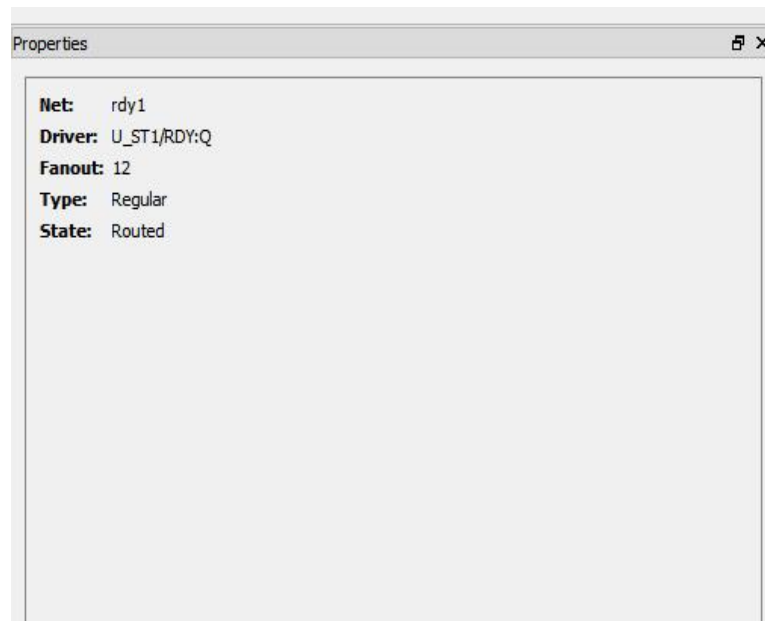 Properties
Net: rdy1
Driver: U_ST1/RDY:Q
Fanout: 12
Type: Regular
State: Routed